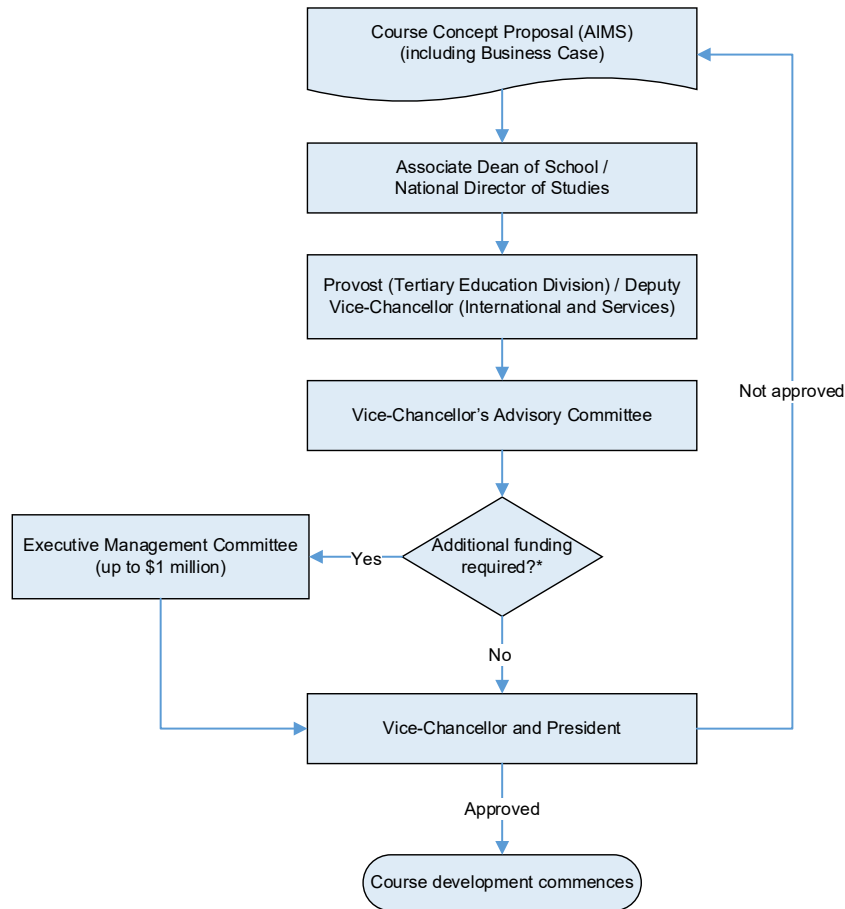 Course Concept Proposal (AIMS)
(including Business Case)
Associate Dean of School /
National Director of Studies
Provost (Tertiary Education Division) / Deputy
Vice-Chancellor (International and Services)
Not approved
Vice-Chancellor’s Advisory Committee
Executive Management Committee
(up to $1 million)
Yes
Additional funding
required?*
No
Vice-Chancellor and President
Approved
Course development commences